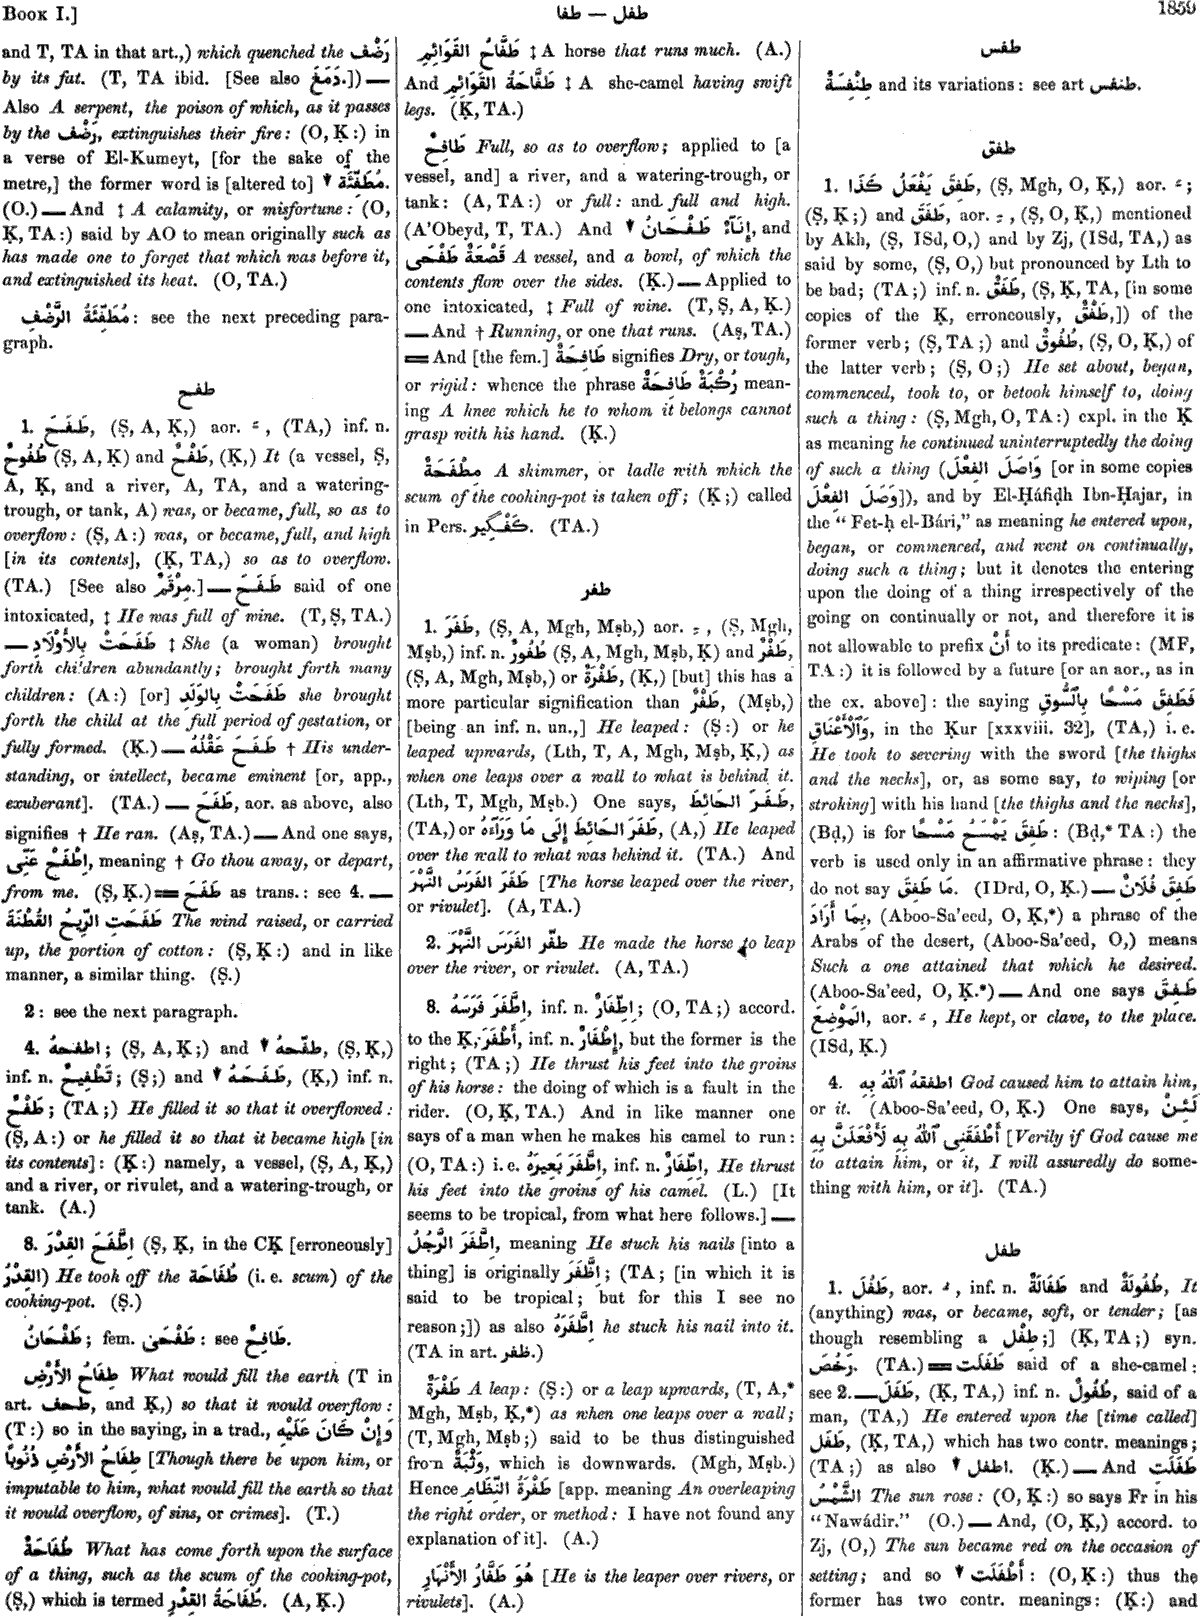 BOOK I.]
طفل — طفا
1859
and T, TA in that art.,) which quenched the رَضْف
by its fat. (T, TA ibid. [See also دَمَغَ.]) —
Also A serpent, the poison of which, as it passes
by the رَضْف, extinguishes their fire: (O, Ḳ:) in
a verse of El-Kumeyt, [for the sake of the
metre,] the former word is [altered to] ▼ مُطَفِّئَة.
(O.) — And ‡ A calamity, or misfortune: (O,
Ḳ, TA:) said by AO to mean originally such as
has made one to forget that which was before it,
and extinguished its heat. (O, TA.)
مُطَفِّئَةُ الرَّضْفِ: see the next preceding para-
graph.
طفح
1. طَفَحَ, (Ṣ, A, Ḳ,) aor. ـَ, (TA,) inf. n.
طُفُوحٌ (Ṣ, A, Ḳ) and طَفْحٌ, (Ḳ,) It (a vessel, Ṣ,
A, Ḳ, and a river, A, TA, and a watering-
trough, or tank, A) was, or became, full, so as to
overflow: (Ṣ, A:) was, or became, full, and high
[in its contents], (Ḳ, TA,) so as to overflow.
(TA.) [See also مِرْقَمٌ.] — طَفَحَ said of one
intoxicated, ‡ He was full of wine. (T, Ṣ, TA.)
— طَفَحَتْ بِالأَوْلَادِ ‡ She (a woman) brought
forth children abundantly; brought forth many
children: (A:) [or] طَفَحَتْ بِالوَلَدِ she brought
forth the child at the full period of gestation, or
fully formed. (Ḳ.) — طَفَحَ عَقْلُهُ † His under-
standing, or intellect, became eminent [or, app.,
exuberant]. (TA.) — طَفَحَ, aor. as above, also
signifies † He ran. (Aṣ, TA.) — And one says,
اِطْفَحْ عَنِّى, meaning † Go thou away, or depart,
from me. (Ṣ, Ḳ.) = طَفَحَ as trans.: see 4. —
طَفَحَتِ الرِّيحُ القُطْنَةَ The wind raised, or carried
up, the portion of cotton: (Ṣ, Ḳ:) and in like
manner, a similar thing. (Ṣ.)
2: see the next paragraph.
4. اطفحهُ; (Ṣ, A, Ḳ;) and ▼ طفّحهُ, (Ṣ, Ḳ,)
inf. n. تَطْفِيحٌ; (Ṣ;) and ▼ طَفَحَهُ, (Ḳ,) inf. n.
طَفْحٌ; (TA;) He filled it so that it overflowed:
(Ṣ, A:) or he filled it so that it became high [in
its contents]: (Ḳ:) namely, a vessel, (Ṣ, A, Ḳ,)
and a river, or rivulet, and a watering-trough, or
tank. (A.)
8. اِطَّفَحَ القِدْرَ (Ṣ, Ḳ, in the CḲ [erroneously]
القِدْرُ) He took off the طُفَاحَة (i. e. scum) of the
cooking-pot. (Ṣ.)
طَفْحَانُ; fem. طَفْحَى: see طَافِحٌ.
طِفَاحُ الأَرْضِ What would fill the earth (T in
art. طحف, and Ḳ,) so that it would overflow:
(T:) so in the saying, in a trad., وَإِنْ كَانَ عَلَيْهِ
طِفَاحُ الأَرْضِ ذُنُوبًا [Though there be upon him, or
imputable to him, what would fill the earth so that
it would overflow, of sins, or crimes]. (T.)
طُفَاحَةٌ What has come forth upon the surface
of a thing, such as the scum of the cooking-pot,
(Ṣ,) which is termed طُفَاحَةُ القِدْرِ. (A, Ḳ.)
طَفَّاحُ القَوَائِمِ ‡ A horse that runs much. (A.)
And طَفَّاحَةُ القَوَائِمِ ‡ A she-camel having swift
legs. (Ḳ, TA.)
طَافِحٌ Full, so as to overflow; applied to [a
vessel, and] a river, and a watering-trough, or
tank: (A, TA:) or full: and full and high.
(A'Obeyd, T, TA.) And ▼ إِنَآءٌ طَفْحَانُ, and
قَصْعَةٌ طَفْحَى A vessel, and a bowl, of which the
contents flow over the sides. (Ḳ.) — Applied to
one intoxicated, ‡ Full of wine. (T, Ṣ, A, Ḳ.)
— And † Running, or one that runs. (Aṣ, TA.)
= And [the fem.] طَافِحَةٌ signifies Dry, or tough,
or rigid: whence the phrase رُكْبَةٌ طَافِحَةٌ mean-
ing A knee which he to whom it belongs cannot
grasp with his hand. (Ḳ.)
مِطْفَحَةٌ A skimmer, or ladle with which the
scum of the cooking-pot is taken off; (Ḳ;) called
in Pers. كَفْگِير. (TA.)
طفر
1. طَفَرَ, (Ṣ, A, Mgh, Mṣb,) aor. ـِ, (Ṣ, Mgh,
Mṣb,) inf. n. طُفُورٌ (Ṣ, A, Mgh, Mṣb, Ḳ) and طَفْرٌ,
(Ṣ, A, Mgh, Mṣb,) or طَفْرَةٌ, (Ḳ,) [but] this has a
more particular signification than طَفْرٌ, (Mṣb,)
[being an inf. n. un.,] He leaped: (Ṣ:) or he
leaped upwards, (Lth, T, A, Mgh, Mṣb, Ḳ,) as
when one leaps over a wall to what is behind it.
(Lth, T, Mgh, Mṣb.) One says, طَفَرَ الحَائِطَ,
(TA,) or طَفَرَ الحَائِطَ إِلَى مَا وَرَآءَهُ, (A,) He leaped
over the wall to what was behind it. (TA.) And
طَفَرَ الفَرَسُ النَّهْرَ [The horse leaped over the river,
or rivulet]. (A, TA.)
2. طفّر الفَرَسَ النَّهْرَ He made the horse to leap
over the river, or rivulet. (A, TA.)
8. اِطَّفَرَ فَرَسَهُ, inf. n. اِطِّفَارٌ; (O, TA;) accord.
to the Ḳ, أَطْفَرَ, inf. n. إِطْفَارٌ, but the former is the
right; (TA;) He thrust his feet into the groins
of his horse: the doing of which is a fault in the
rider. (O, Ḳ, TA.) And in like manner one
says of a man when he makes his camel to run:
(O, TA:) i. e. اِطَّفَرَ بَعِيرَهُ, inf. n. اِطِّفَارٌ, He thrust
his feet into the groins of his camel. (L.) [It
seems to be tropical, from what here follows.] —
اِطَّفَرَ الرَّجُلُ, meaning He stuck his nails [into a
thing] is originally اِظَّفَرَ; (TA; [in which it is
said to be tropical; but for this I see no
reason;]) as also اِطَّفَرَهُ he stuck his nail into it.
(TA in art. ظفر.)
طَفْرَةٌ A leap: (Ṣ:) or a leap upwards, (T, A,*
Mgh, Mṣb, Ḳ,*) as when one leaps over a wall;
(T, Mgh, Mṣb;) said to be thus distinguished
from وَثْبَةٌ, which is downwards. (Mgh, Mṣb.)
Hence طَفْرَةُ النِّظَامِ [app. meaning An overleaping
the right order, or method: I have not found any
explanation of it]. (A.)
هُوَ طَفَّارُ الأَنْهَارِ [He is the leaper over rivers, or
rivulets]. (A.)
طفس
طِنْفِسَةٌ and its variations: see art طنفس.
طفق
1. طَفِقَ يَفْعَلُ كَذَا, (Ṣ, Mgh, O, Ḳ,) aor. ـَ;
(Ṣ, Ḳ;) and طَفَقَ, aor. ـِ, (Ṣ, O, Ḳ,) mentioned
by Akh, (Ṣ, ISd, O,) and by Zj, (ISd, TA,) as
said by some, (Ṣ, O,) but pronounced by Lth to
be bad; (TA;) inf. n. طَفَقٌ, (Ṣ, Ḳ, TA, [in some
copies of the Ḳ, erroneously, طَفْقٌ,]) of the
former verb; (Ṣ, TA;) and طُفُوقٌ, (Ṣ, O, Ḳ,) of
the latter verb; (Ṣ, O;) He set about, began,
commenced, took to, or betook himself to, doing
such a thing: (Ṣ, Mgh, O, TA:) expl. in the Ḳ
as meaning he continued uninterruptedly the doing
of such a thing (وَاصَلَ الفِعْلَ [or in some copies
وَصَلَ الفِعْلَ]), and by El-Ḥáfiḍh Ibn-Ḥajar, in
the "Fet-ḥ el-Bári," as meaning he entered upon,
began, or commenced, and went on continually,
doing such a thing; but it denotes the entering
upon the doing of a thing irrespectively of the
going on continually or not, and therefore it is
not allowable to prefix أَنْ to its predicate: (MF,
TA:) it is followed by a future [or an aor., as in
the ex. above]: the saying فَطَفِقَ مَسْحًا بِٱلسُّوقِ
وَٱلْأَعْنَاقِ, in the Ḳur [xxxviii. 32], (TA,) i. e.
He took to severing with the sword [the thighs
and the necks], or, as some say, to wiping [or
stroking] with his hand [the thighs and the necks],
(Bḍ,) is for طَفِقَ يَمْسَحُ مَسْحًا: (Bḍ,* TA:) the
verb is used only in an affirmative phrase: they
do not say مَا طَفِقَ. (IDrd, O, Ḳ.) — طَفِقَ فُلَانٌ
بِمَا أَرَادَ, (Aboo-Sa'eed, O, Ḳ,*) a phrase of the
Arabs of the desert, (Aboo-Sa'eed, O,) means
Such a one attained that which he desired.
(Aboo-Sa'eed, O, Ḳ.*) — And one says طَفِقَ
المَوْضِعَ, aor. ـَ, He kept, or clave, to the place.
(ISd, Ḳ.)
4. اطفقهُ ٱللّٰهُ بِهِ God caused him to attain him,
or it. (Aboo-Sa'eed, O, Ḳ.) One says, لَئِنْ
أَطْفَقَنِى ٱللّٰهُ بِهِ لَأَفْعَلَنَّ بِهِ [Verily if God cause me
to attain him, or it, I will assuredly do some-
thing with him, or it]. (TA.)
طفل
1. طَفُلَ, aor. ـُ, inf. n. طَفَالَةٌ and طُفُولَةٌ, It
(anything) was, or became, soft, or tender; [as
though resembling a طِفْل;] (Ḳ, TA;) syn.
رَخُصَ. (TA.) = طَفَلَت said of a she-camel:
see 2. — طَفَلَ, (Ḳ, TA,) inf. n. طُفُولٌ, said of a
man, (TA,) He entered upon the [time called]
طَفَل, (Ḳ, TA,) which has two contr. meanings;
(TA;) as also ▼ اطفل. (Ḳ.) — And طَفَلَتِ
الشَّمْسُ The sun rose: (O, Ḳ:) so says Fr in his
"Nawádir." (O.) — And, (O, Ḳ,) accord. to
Zj, (O,) The sun became red on the occasion of
setting; and so ▼ أَطْفَلَت: (O, Ḳ:) thus the
former has two contr. meanings: (Ḳ:) and